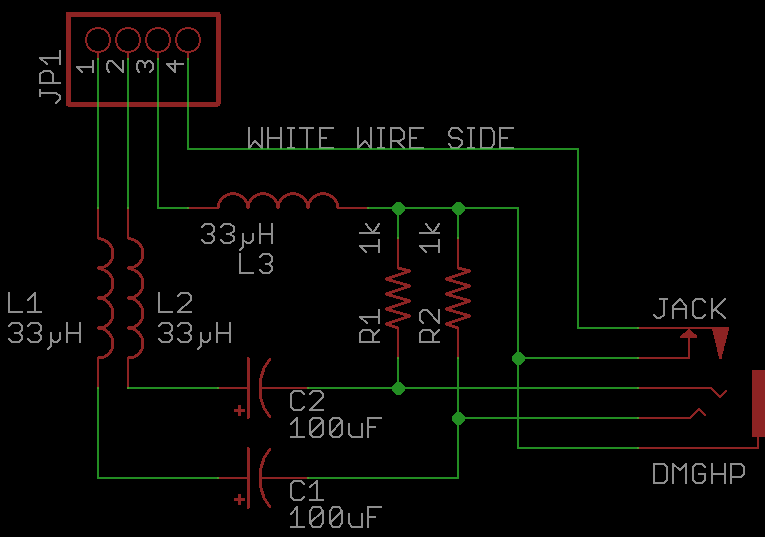 JP1
1
2
3
4
WHITE WIRE SIDE
33µH
L3
1k
1k
R1
R2
L1
33µH
L2
33µH
JACK
C2
100uF
+
DMGHP
C1
100uF
+